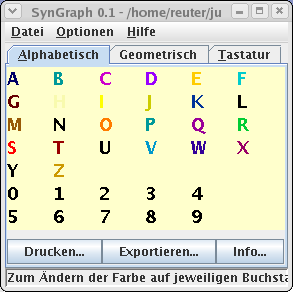 SynGraph 0.1 - /home/reuter/ju
Datei Optionen Hilfe
Alphabetisch Geometrisch Tastatur
A B C D E F
G H I J K L
M N O P Q R
S T U V W X
Y Z
0 1 2 3 4
5 6 7 8 9
Drucken... Exportieren... Info...
Zum Ändern der Farbe auf jeweiligen Buchsta